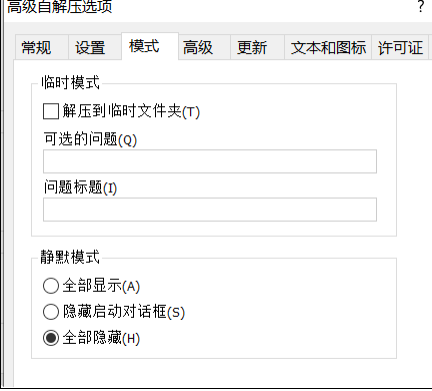 高级自解压选项 ?
常规 设置 模式 高级 更新 文本和图标 许可证
临时模式
解压到临时文件夹(T)
可选的问题(Q)
问题标题(I)
静默模式
全部显示(A)
隐藏启动对话框(S)
全部隐藏(H)